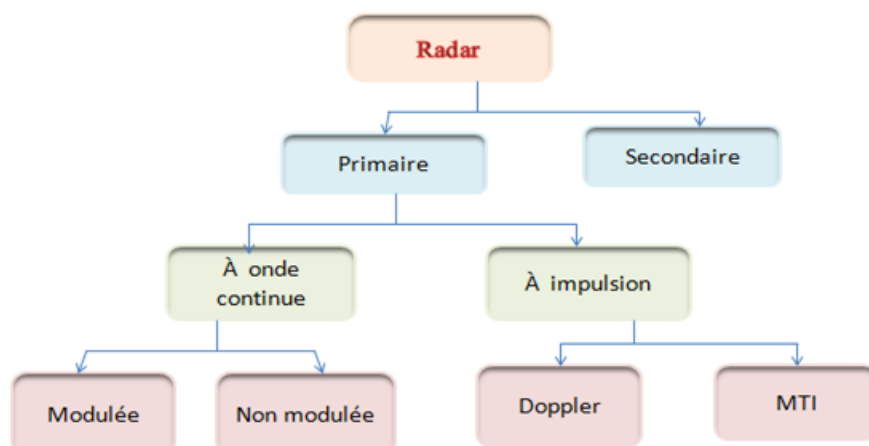 Radar
Primaire
Secondaire
À onde
continue
À impulsion
Modulée
Non modulée
Doppler
MTI